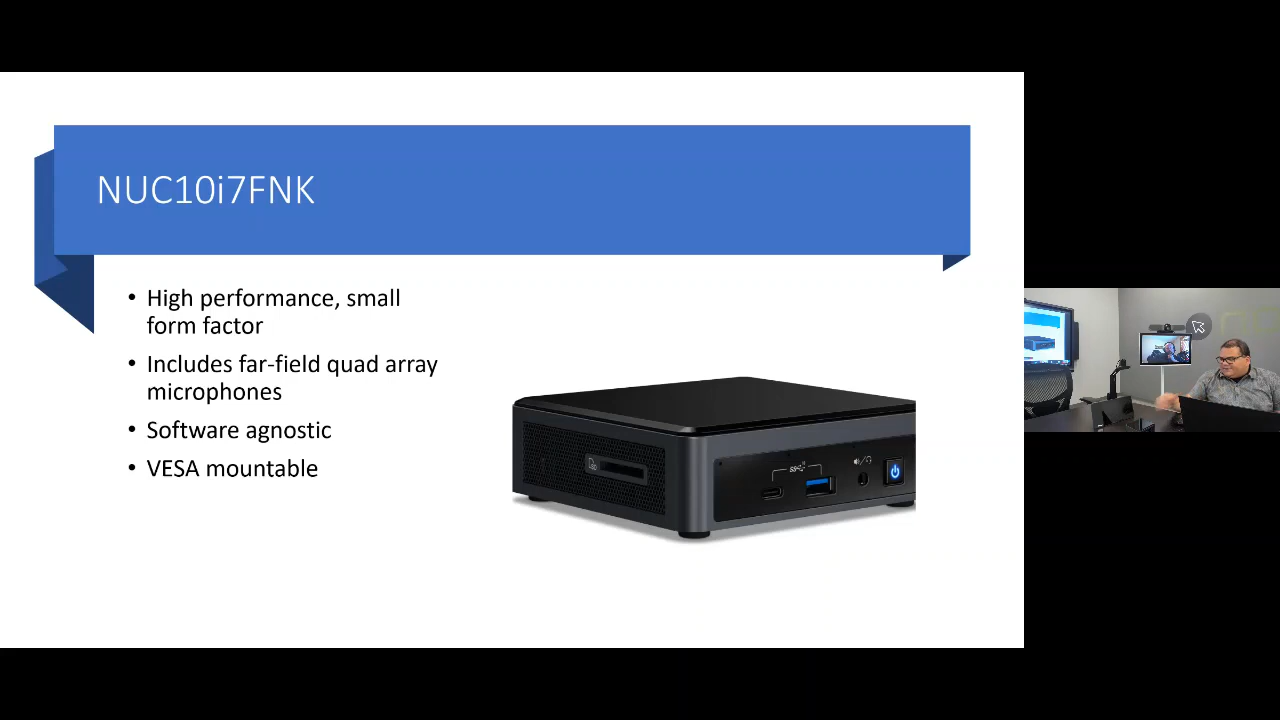 NUC10i7FNK
• High performance, small
form factor
• Includes far-field quad array
microphones
• Software agnostic
• VESA mountable